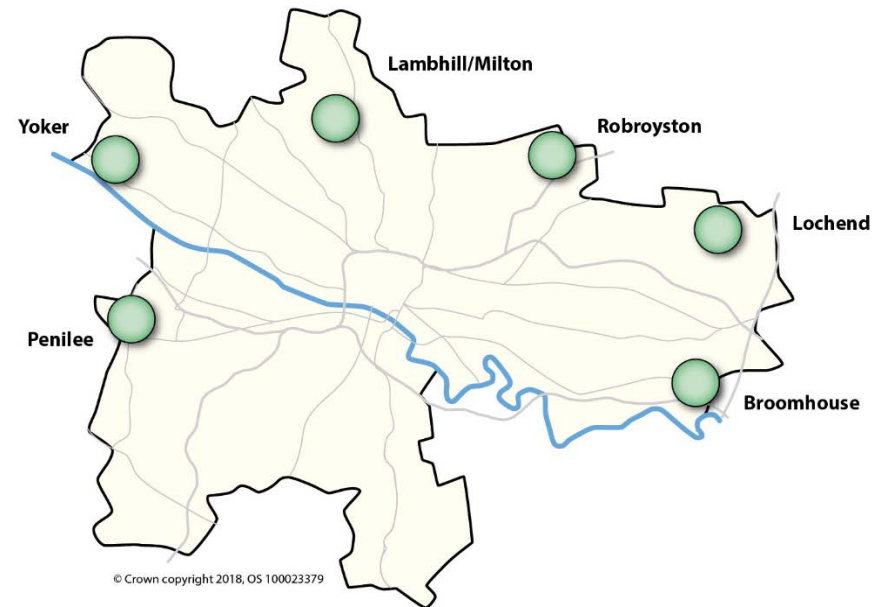 Lambhill/Milton
Yoker
Robroyston
Lochend
Penilee
Broomhouse
© Crown copyright 2018, OS 100023379